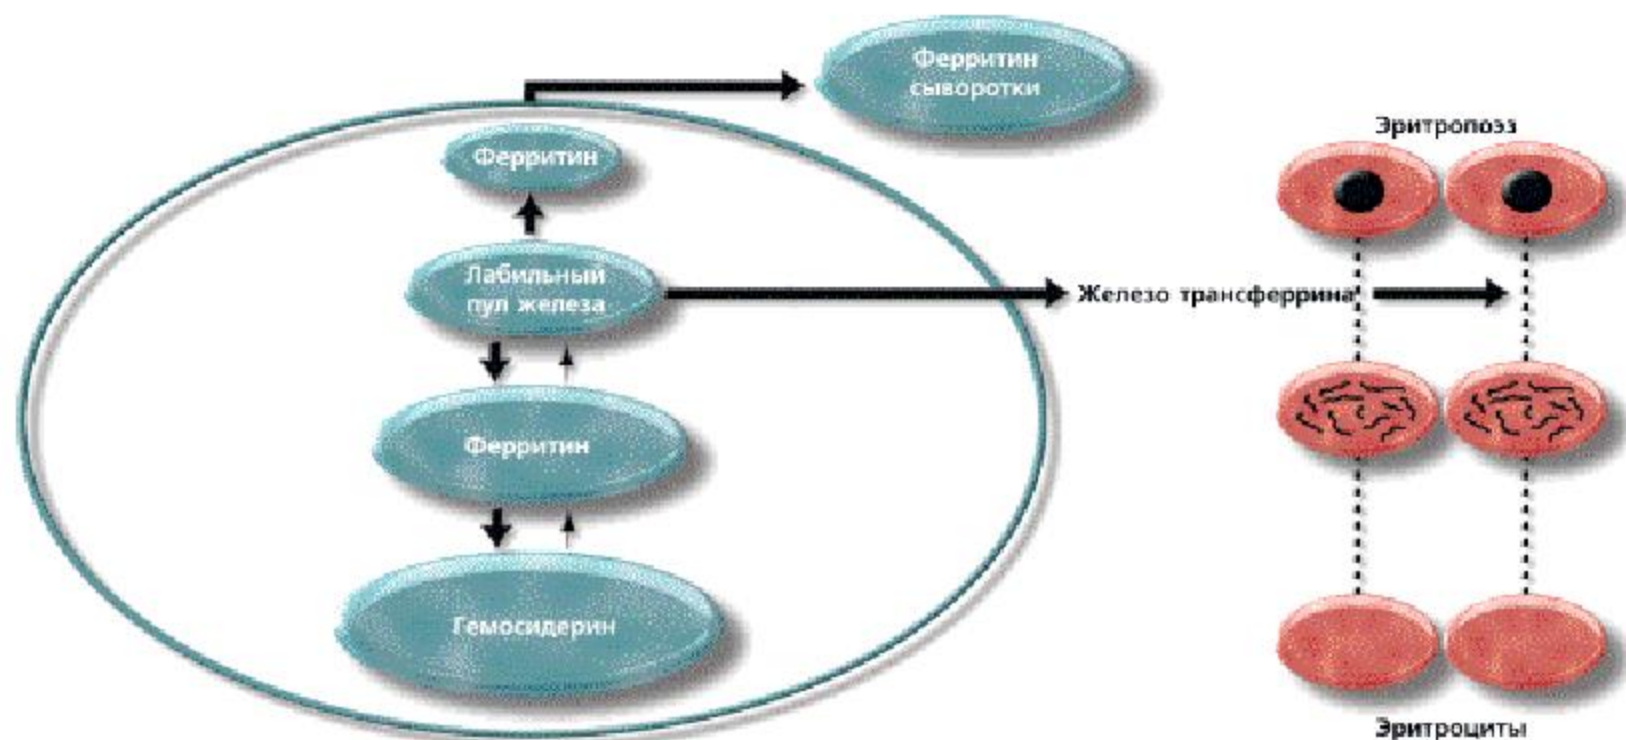 Ферритин
сыворотки
Эритропоэз
Ферритин
Лабильный
пул железа
Железо трансферрина
Ферритин
Гемосидерин
Эритроциты